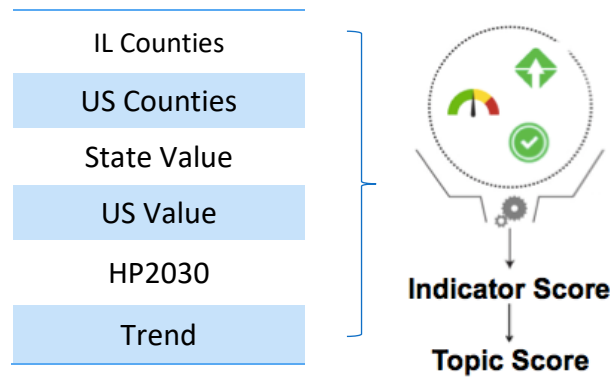 IL Counties
US Counties
State Value
US Value
HP2030
Trend
Indicator Score
Topic Score